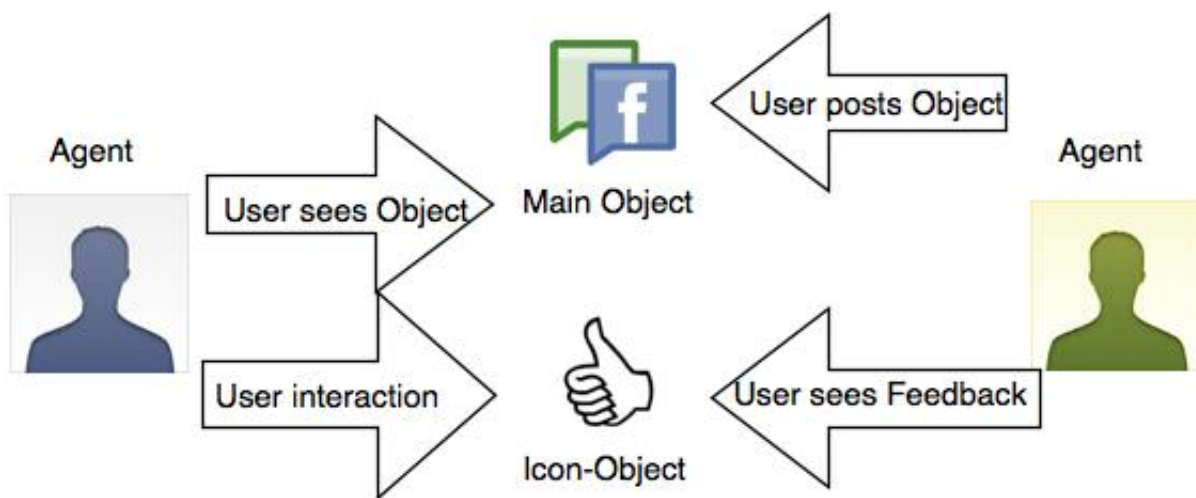 User posts Object
Agent
Agent
User sees Object
Main Object
f
User interaction
User sees Feedback
Icon-Object